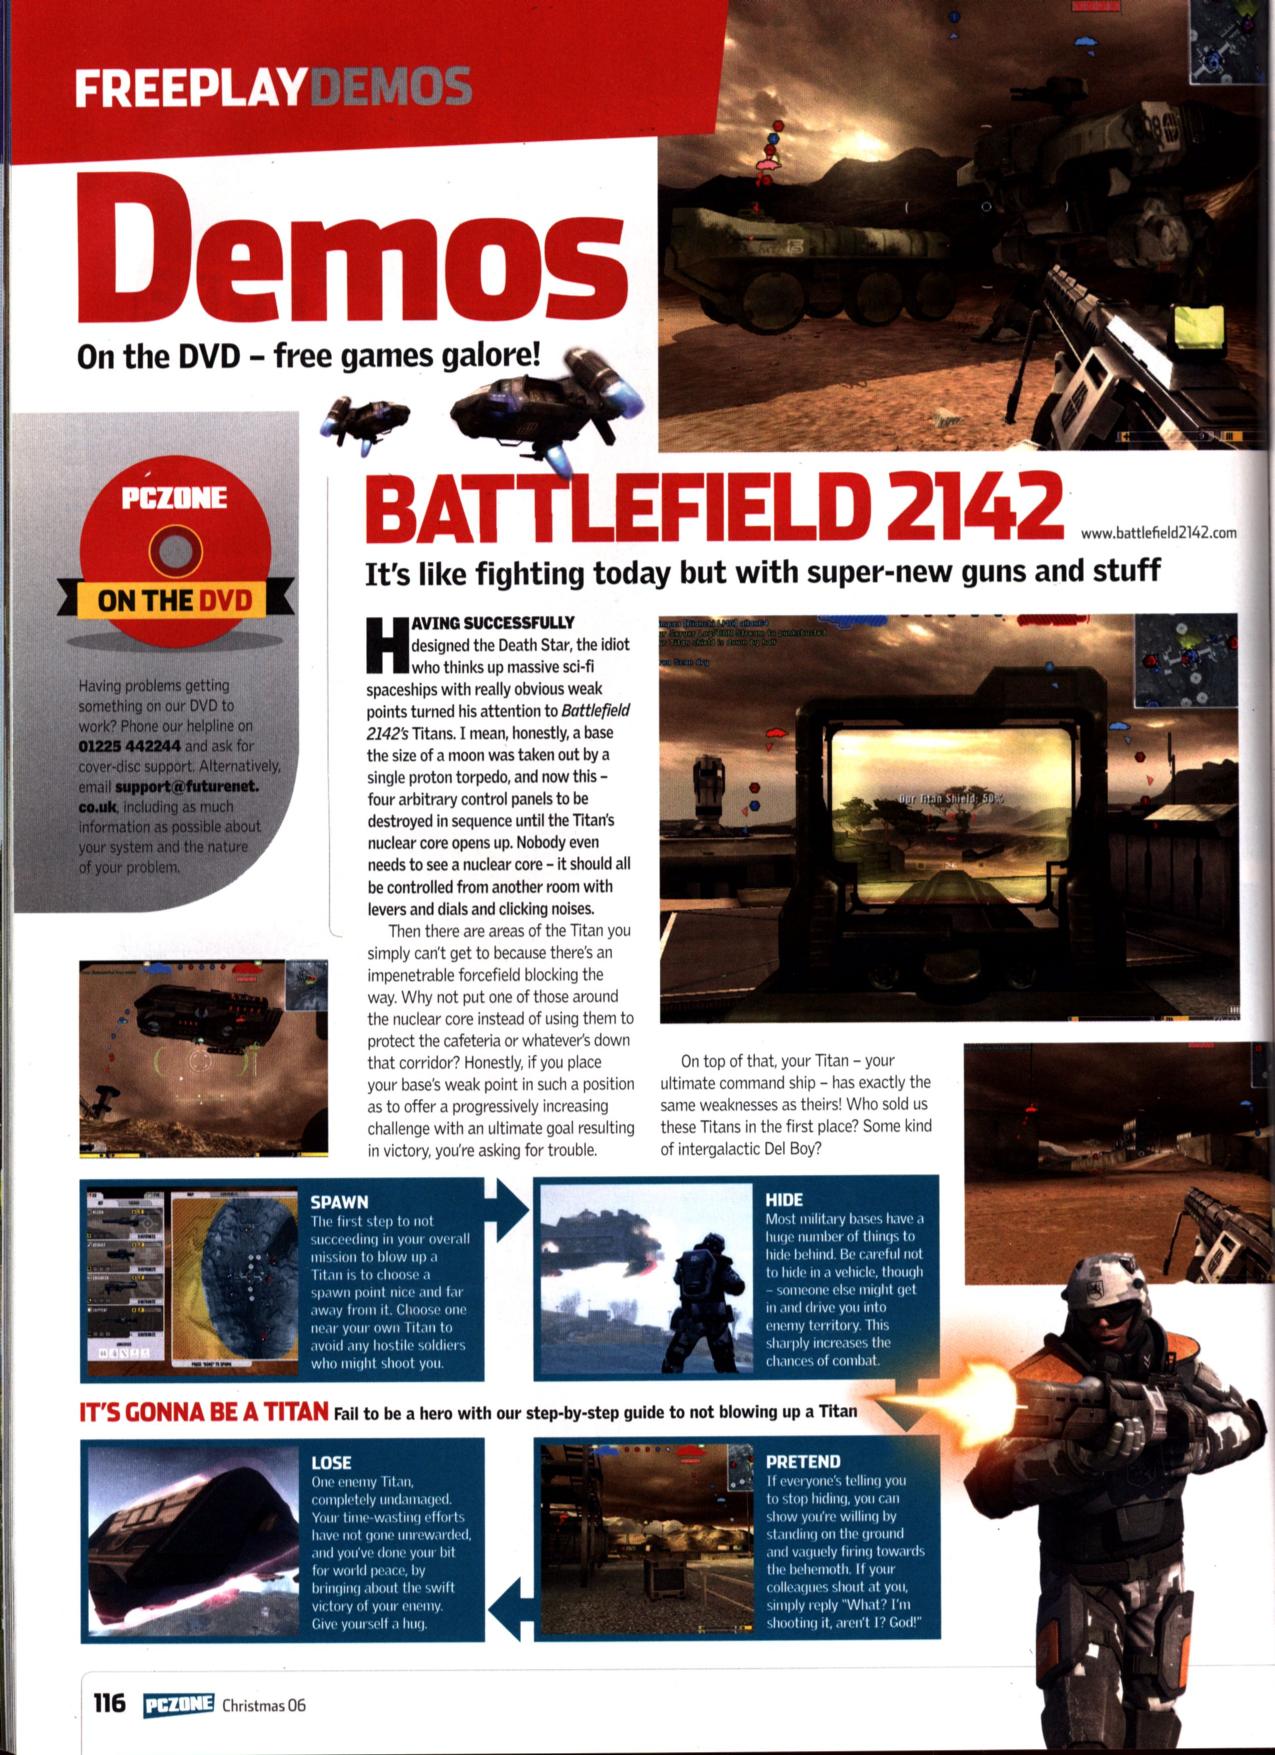 FREEPLAYDEMOS
Demos
On the DVD – free games galore!
PCZONE
ON THE DVD
Having problems getting
something on our DVD to
work? Phone our helpline on
01225 442244 and ask for
cover-disc support. Alternatively,
email support@futurenet.
co.uk, including as much
information as possible about
your system and the nature
of your problem.
BATTLEFIELD 2142
www.battlefield2142.com
It's like fighting today but with super-new guns and stuff
HAVING SUCCESSFULLY
designed the Death Star, the idiot
who thinks up massive sci-fi
spaceships with really obvious weak
points turned his attention to Battlefield
2142's Titans. I mean, honestly, a base
the size of a moon was taken out by a
single proton torpedo, and now this –
four arbitrary control panels to be
destroyed in sequence until the Titan's
nuclear core opens up. Nobody even
needs to see a nuclear core – it should all
be controlled from another room with
levers and dials and clicking noises.
Then there are areas of the Titan you
simply can't get to because there's an
impenetrable forcefield blocking the
way. Why not put one of those around
the nuclear core instead of using them to
protect the cafeteria or whatever's down
that corridor? Honestly, if you place
your base's weak point in such a position
as to offer a progressively increasing
challenge with an ultimate goal resulting
in victory, you're asking for trouble.
Our Titan Shield: 50%
On top of that, your Titan – your
ultimate command ship – has exactly the
same weaknesses as theirs! Who sold us
these Titans in the first place? Some kind
of intergalactic Del Boy?
SPAWN
The first step to not
succeeding in your overall
mission to blow up a
Titan is to choose a
spawn point nice and far
away from it. Choose one
near your own Titan to
avoid any hostile soldiers
who might shoot you.
HIDE
Most military bases have a
huge number of things to
hide behind. Be careful not
to hide in a vehicle, though
– someone else might get
in and drive you into
enemy territory. This
sharply increases the
chances of combat.
IT'S GONNA BE A TITAN Fail to be a hero with our step-by-step guide to not blowing up a Titan
LOSE
One enemy Titan,
completely undamaged.
Your time-wasting efforts
have not gone unrewarded,
and you've done your bit
for world peace, by
bringing about the swift
victory of your enemy.
Give yourself a hug.
PRETEND
If everyone's telling you
to stop hiding, you can
show you're willing by
standing on the ground
and vaguely firing towards
the behemoth. If your
colleagues shout at you,
simply reply "What? I'm
shooting it, aren't I? God!"
116 PCZONE Christmas 06